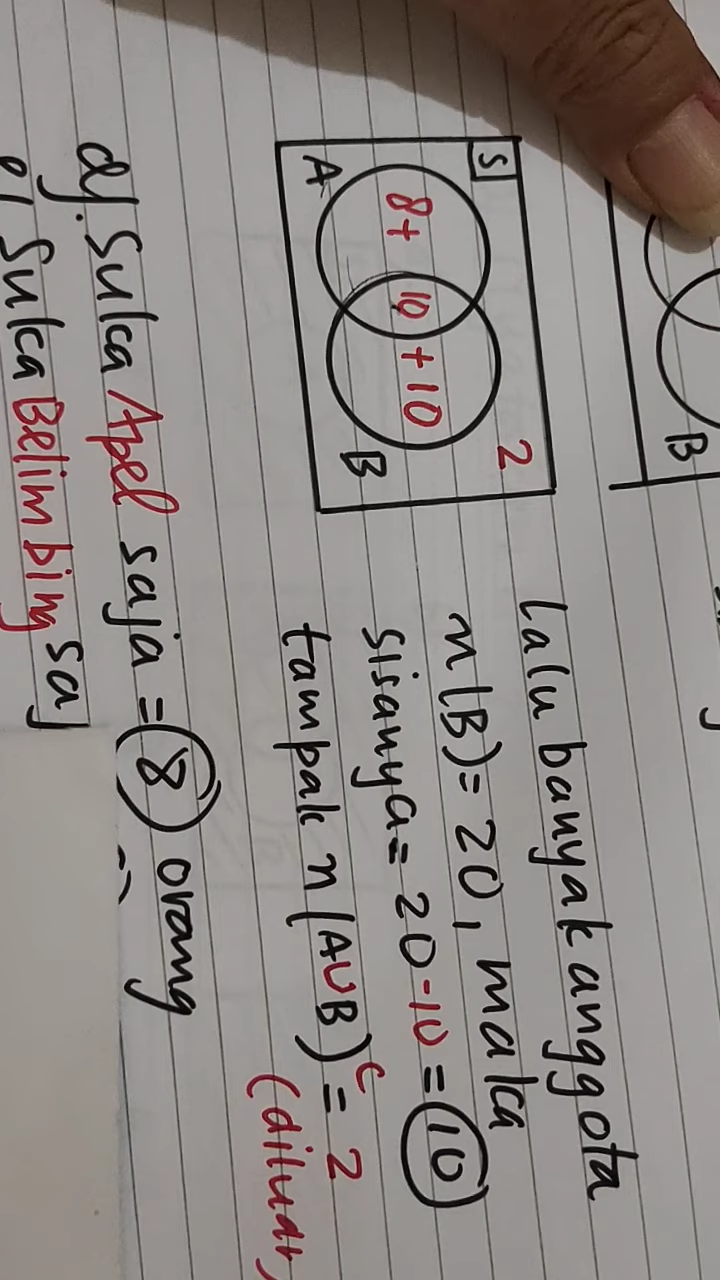 B
S
8+ 10 +10
2
A
B
Lalu banyak anggota
n(B) = 20, maka
sisanya = 20 - 10 = 10
tampak n(A∪B)ᶜ = 2
(diluar)
d). Suka Apel saja = 8 orang
Suka Belimbing saj